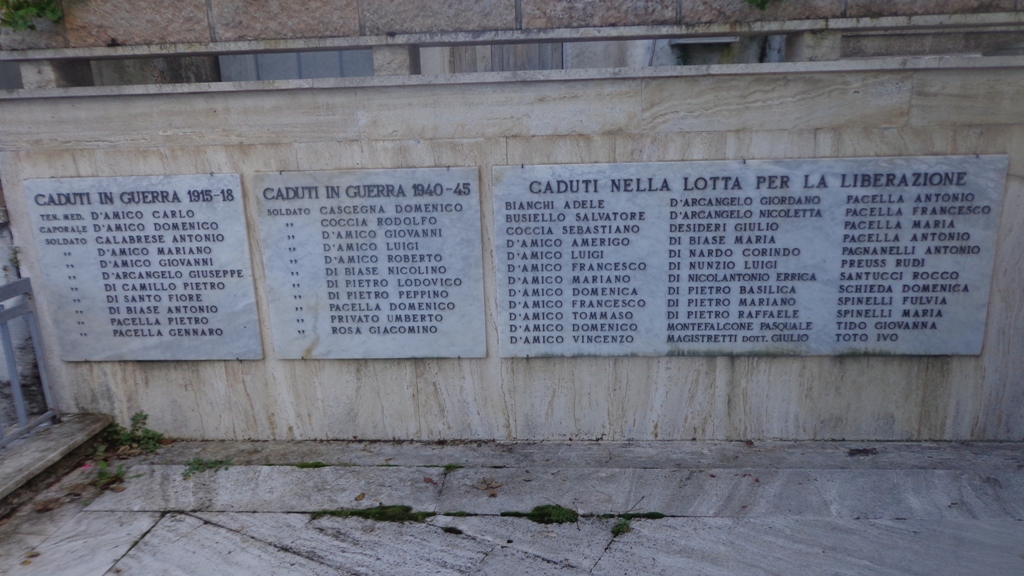 CADUTI IN GUERRA 1915-18
TEN. MED. D'AMICO CARLO
CAPORALE D'AMICO DOMENICO
SOLDATO CALABRESE ANTONIO
" D'AMICO MARIANO
" D'AMICO GIOVANNI
" D'ARCANGELO GIUSEPPE
" DI CAMILLO PIETRO
" DI SANTO FIORE
" DI BIASE ANTONIO
" PACELLA PIETRO
" PACELLA GENNARO
CADUTI IN GUERRA 1940-45
SOLDATO CASCEGNA DOMENICO
" COCCIA RODOLFO
" D'AMICO GIOVANNI
" D'AMICO LUIGI
" D'AMICO ROBERTO
" DI BIASE NICOLINO
" DI PIETRO LODOVICO
" DI PIETRO PEPPINO
" PACELLA DOMENICO
" PRIVATO UMBERTO
" ROSA GIACOMINO
CADUTI NELLA LOTTA PER LA LIBERAZIONE
BIANCHI ADELE
BUSIELLO SALVATORE
COCCIA SEBASTIANO
D'AMICO AMERIGO
D'AMICO LUIGI
D'AMICO FRANCESCO
D'AMICO MARIANO
D'AMICO DOMENICA
D'AMICO FRANCESCO
D'AMICO TOMMASO
D'AMICO DOMENICO
D'AMICO VINCENZO
D'ARCANGELO GIORDANO
D'ARCANGELO NICOLETTA
DESIDERI GIULIO
DI BIASE MARIA
DI NARDO CORINDO
DI NUNZIO LUIGI
DI NICOLANTONIO ERRICA
DI PIETRO BASILICA
DI PIETRO MARIANO
DI PIETRO RAFFAELE
MONTEFALCONE PASQUALE
MAGISTRETTI DOTT. GIULIO
PACELLA ANTONIO
PACELLA FRANCESCO
PACELLA MARIA
PACELLA ANTONIO
PAGNANELLI ANTONIO
PREUSS RUDI
SANTUCCI ROCCO
SCHIEDA DOMENICA
SPINELLI FULVIA
SPINELLI MARIA
TIDO GIOVANNA
TOTO IVO